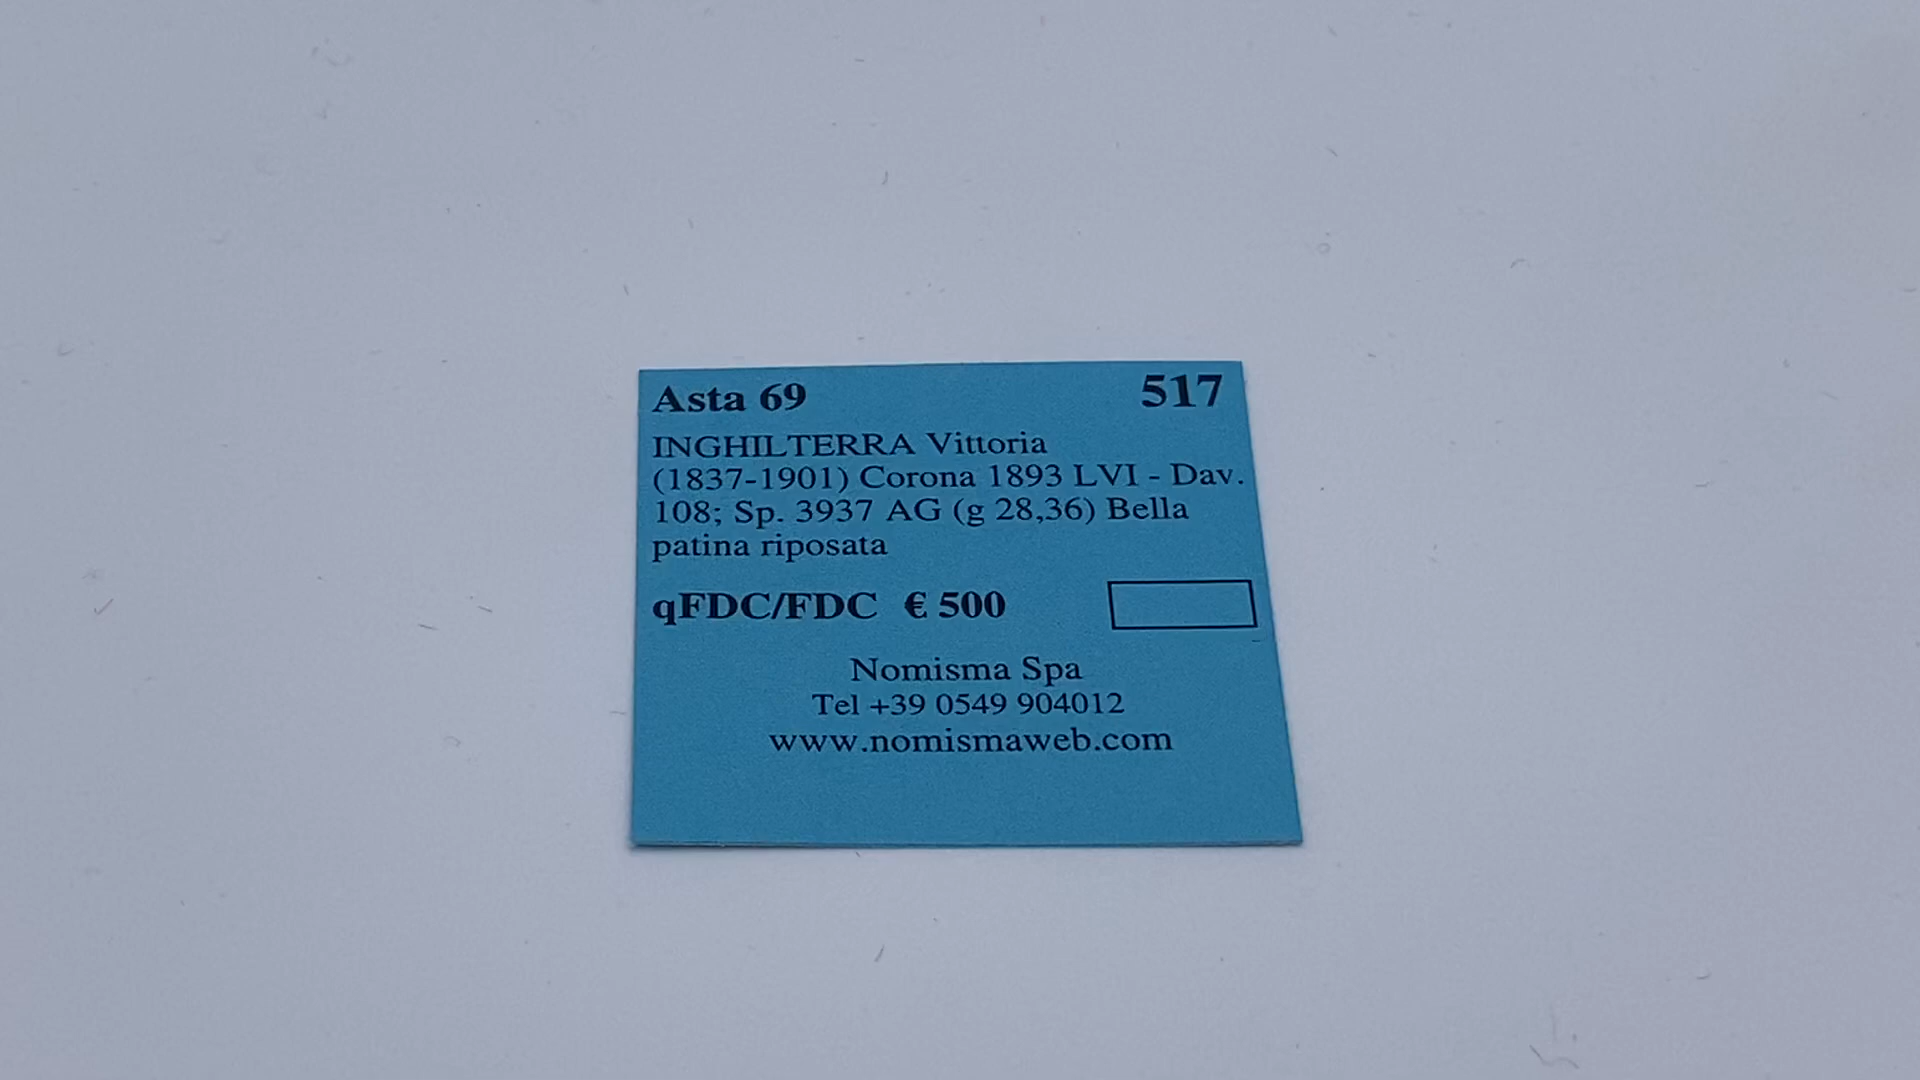 Asta 69 517
INGHILTERRA Vittoria
(1837-1901) Corona 1893 LVI - Dav.
108; Sp. 3937 AG (g 28,36) Bella
patina riposata
qFDC/FDC € 500
Nomisma Spa
Tel +39 0549 904012
www.nomismaweb.com